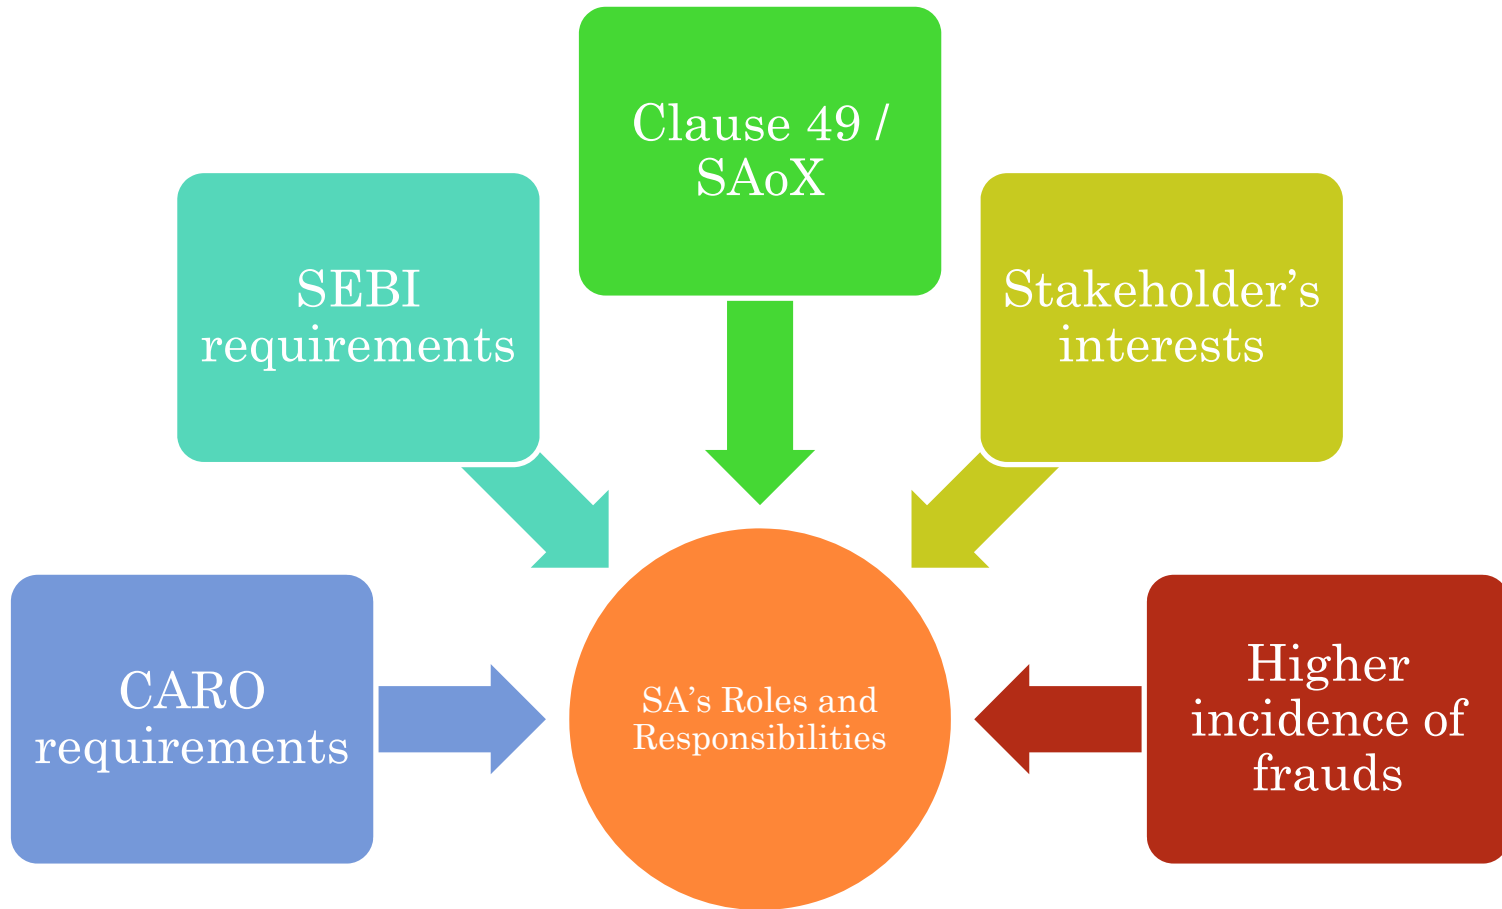 Clause 49 /
SAoX
SEBI
requirements
Stakeholder’s
interests
CARO
requirements
SA’s Roles and
Responsibilities
Higher
incidence of
frauds